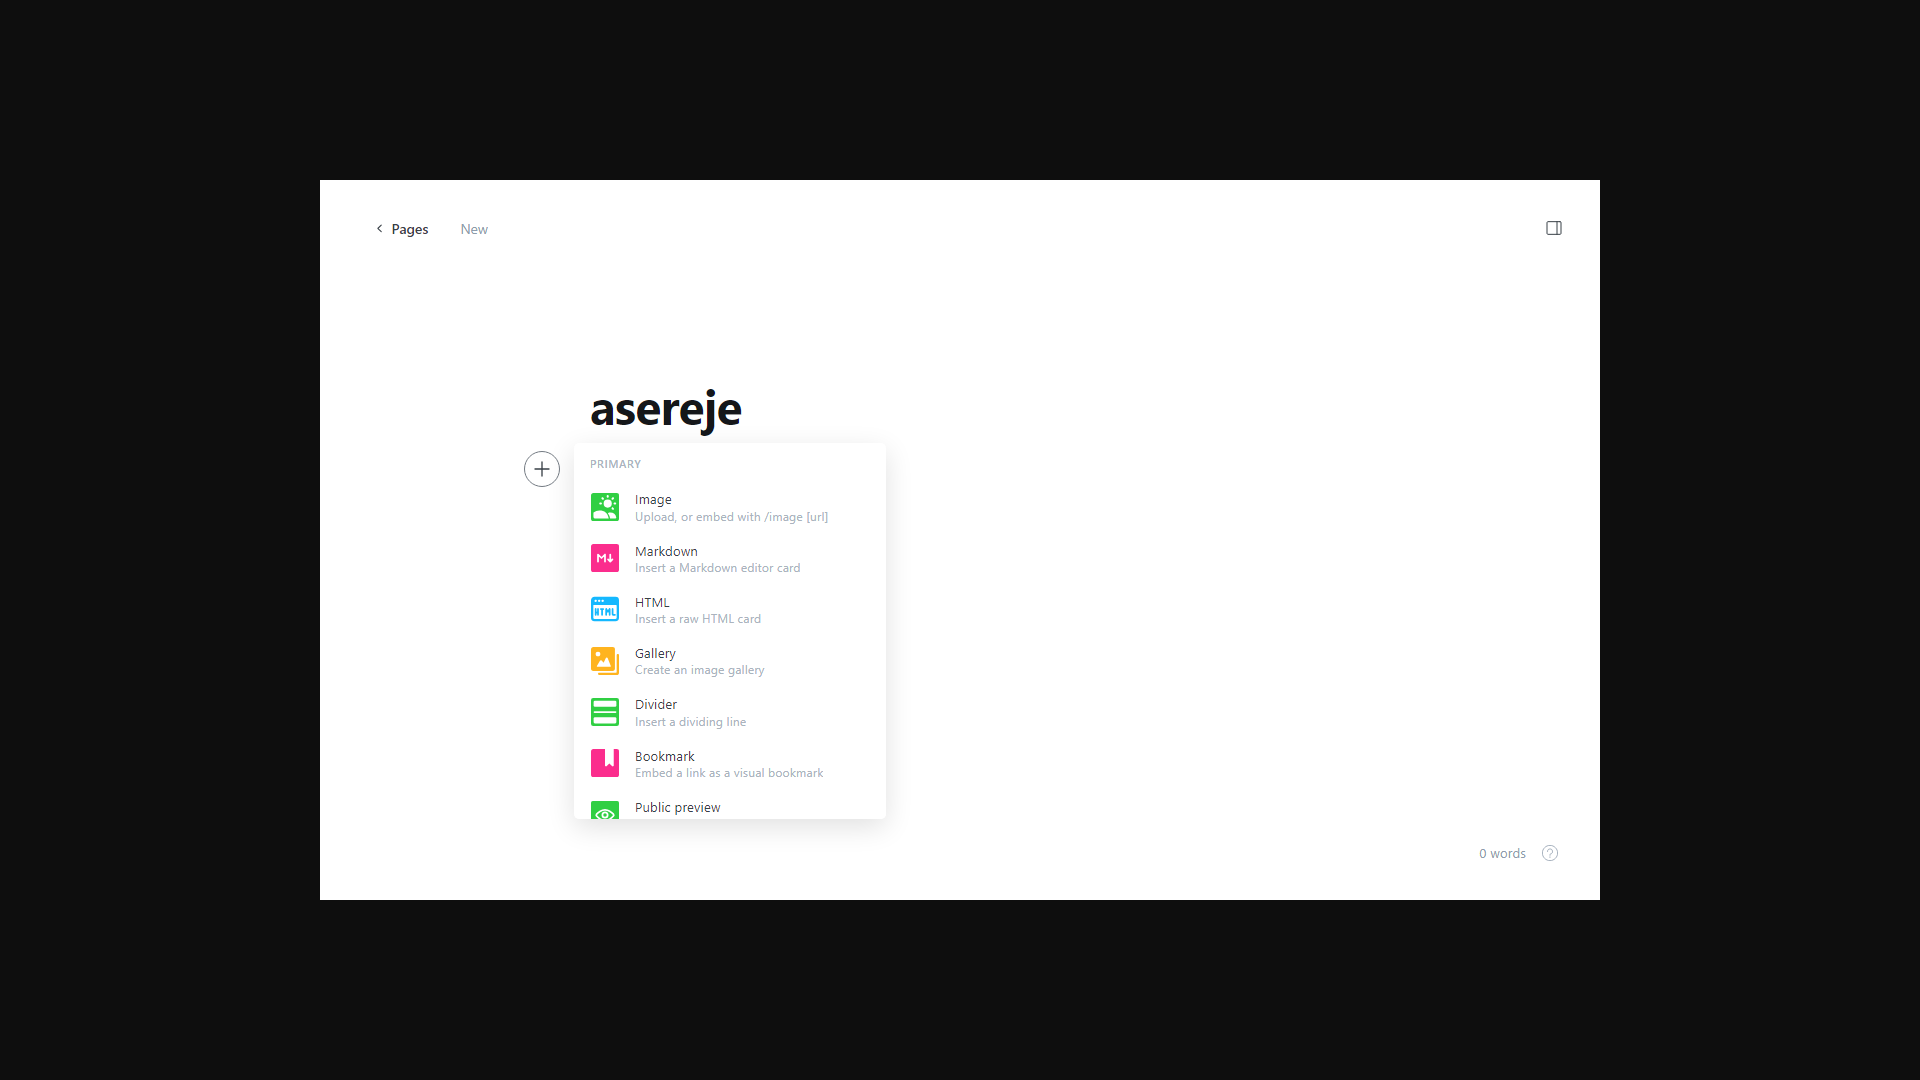 Pages New
asereje
PRIMARY
Image
Upload, or embed with /image [url]
M
Markdown
Insert a Markdown editor card
HTML
HTML
Insert a raw HTML card
Gallery
Create an image gallery
Divider
Insert a dividing line
Bookmark
Embed a link as a visual bookmark
Public preview
0 words ?